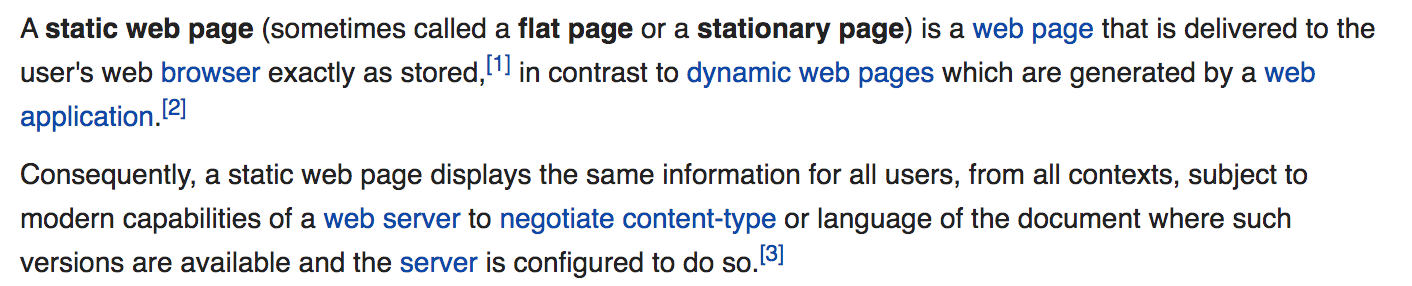 A static web page (sometimes called a flat page or a stationary page) is a web page that is delivered to the
user's web browser exactly as stored,[1] in contrast to dynamic web pages which are generated by a web
application.[2]
Consequently, a static web page displays the same information for all users, from all contexts, subject to
modern capabilities of a web server to negotiate content-type or language of the document where such
versions are available and the server is configured to do so.[3]